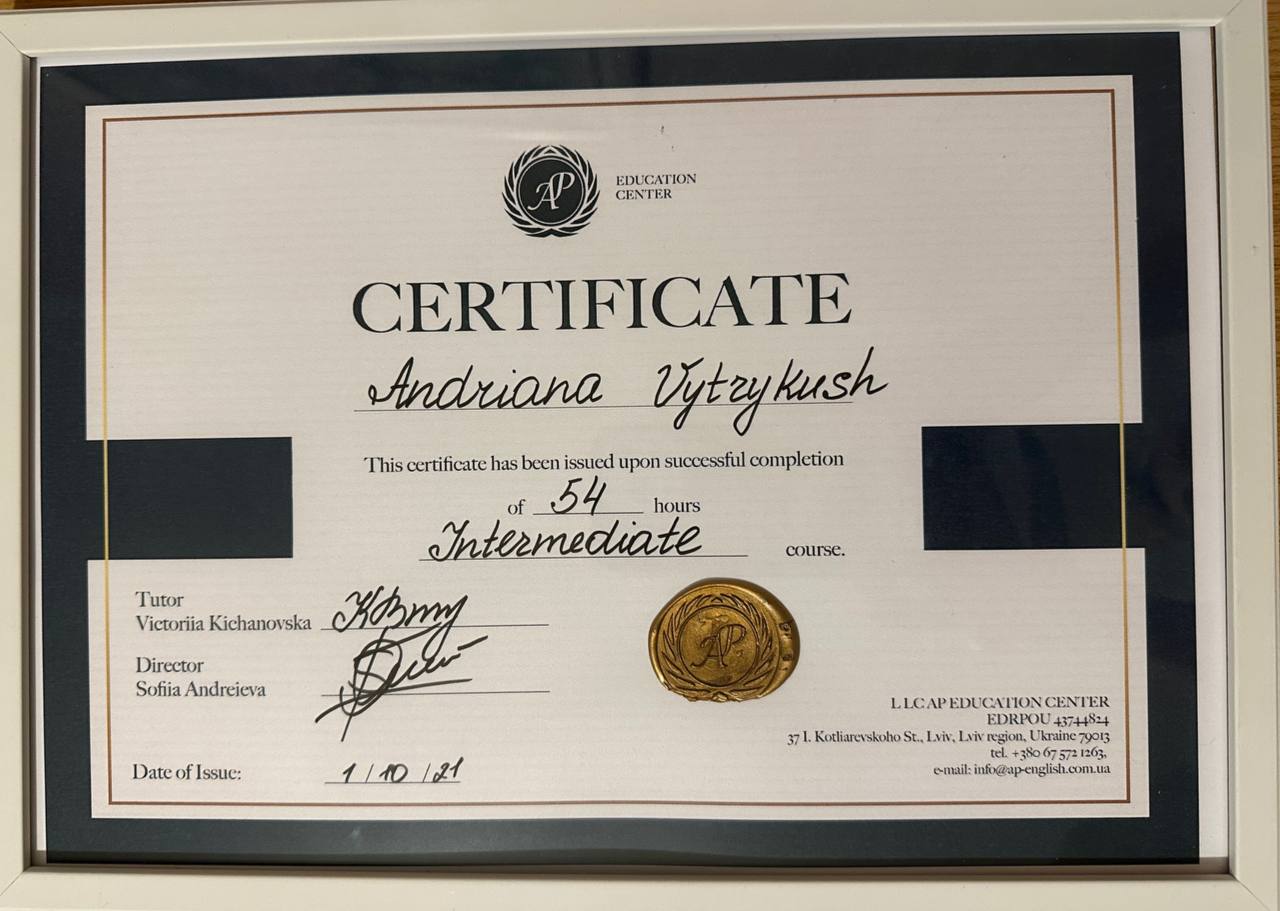 AP
EDUCATION
CENTER
CERTIFICATE
Andriana Vytrykush
This certificate has been issued upon successful completion
of 54 hours
Intermediate course.
Tutor
Victoriia Kichanovska
Director
Sofiia Andreieva
AP
Date of Issue: 1/10/21
LLC AP EDUCATION CENTER
EDRPOU 43744824
37 I. Kotliarevskoho St., Lviv, Lviv region, Ukraine 79013
tel. +380 67 572 1263,
e-mail: info@ap-english.com.ua